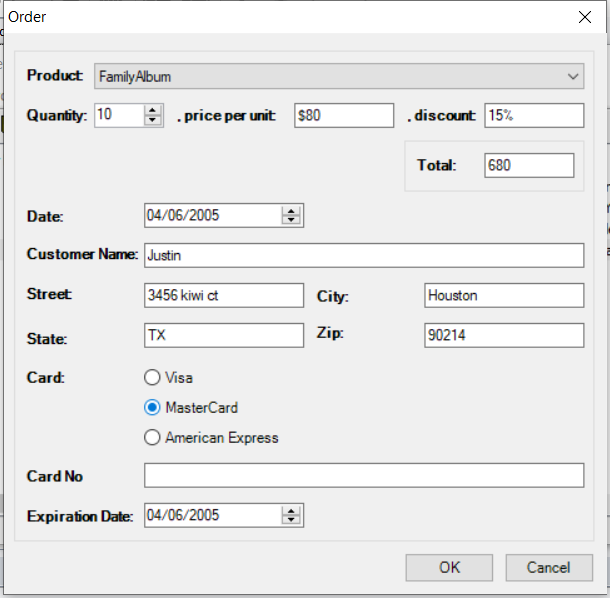 Order
Product: FamilyAlbum
Quantity: 10 . price per unit: $80 . discount: 15%
Total: 680
Date: 04/06/2005
Customer Name: Justin
Street: 3456 kiwi ct City: Houston
State: TX Zip: 90214
Card: Visa
MasterCard
American Express
Card No
Expiration Date: 04/06/2005
OK Cancel